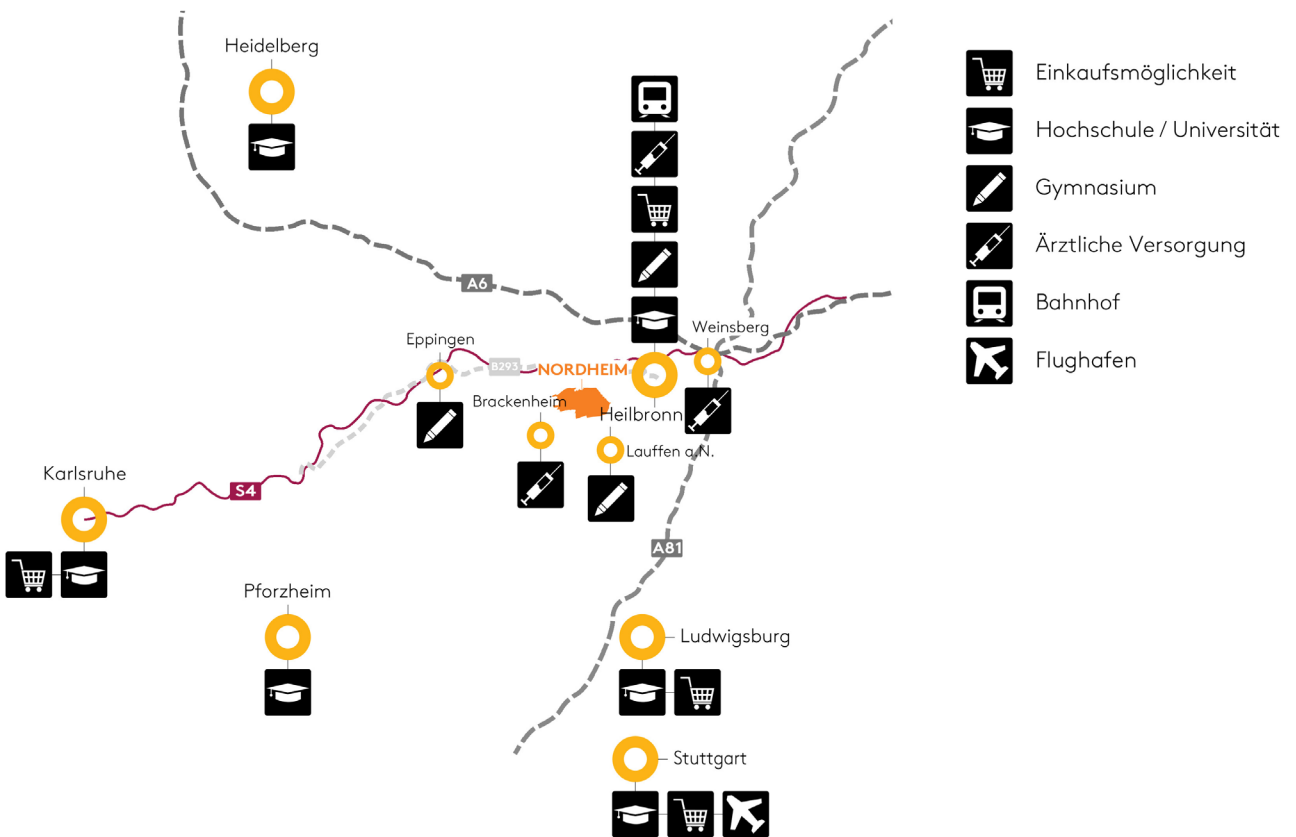 Heidelberg
Einkaufsmöglichkeit
Hochschule / Universität
Gymnasium
Ärztliche Versorgung
Bahnhof
Flughafen
A6
Weinsberg
Eppingen
B293
NORDHEIM
Brackenheim
Heilbronn
Lauffen a.N.
Karlsruhe
S4
A81
Pforzheim
Ludwigsburg
Stuttgart